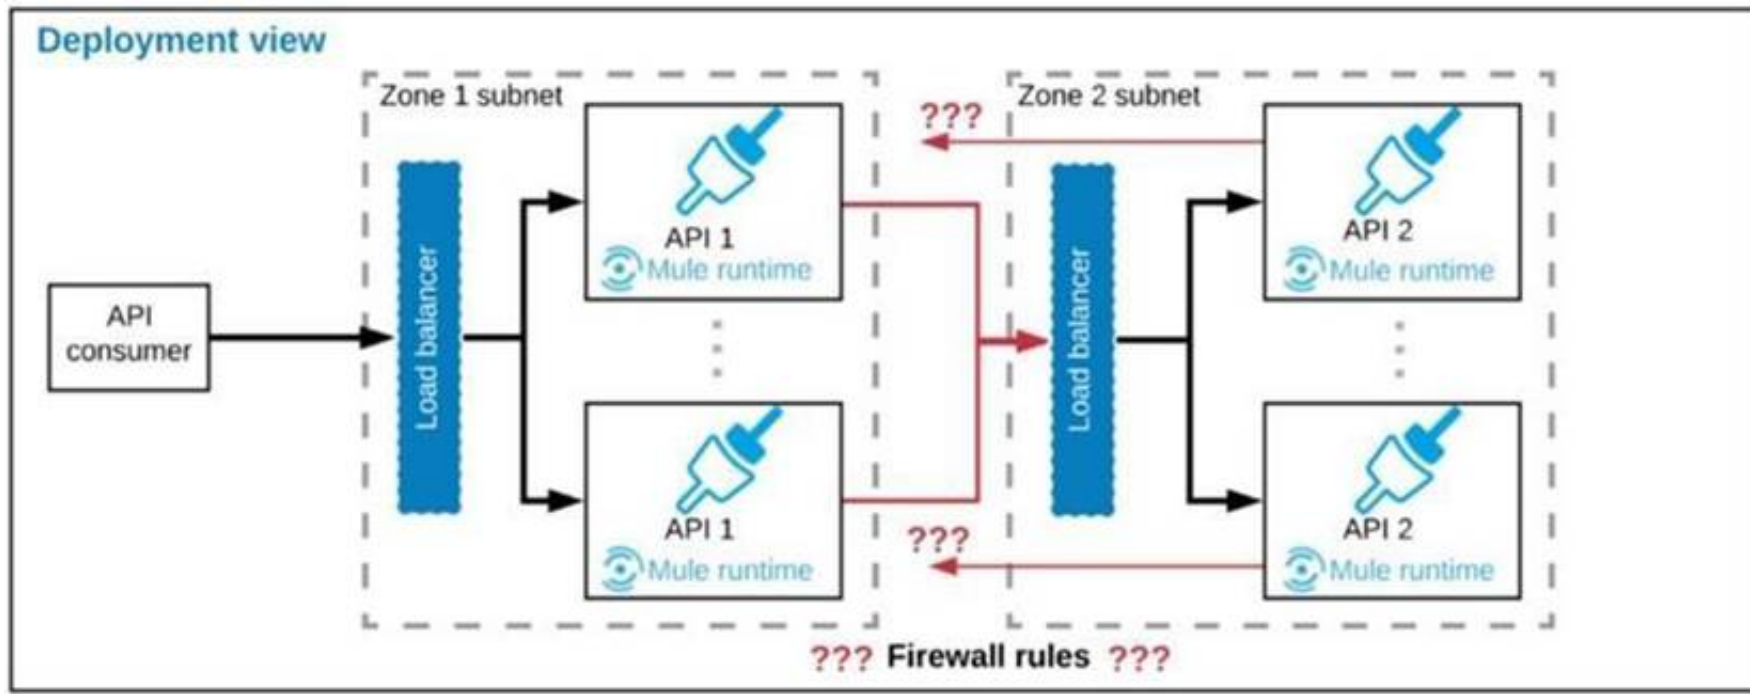 Deployment view
Zone 1 subnet
Zone 2 subnet
???
API 1
Mule runtime
API 2
Mule runtime
API
consumer
Load balancer
Load balancer
API 1
Mule runtime
???
API 2
Mule runtime
??? Firewall rules ???